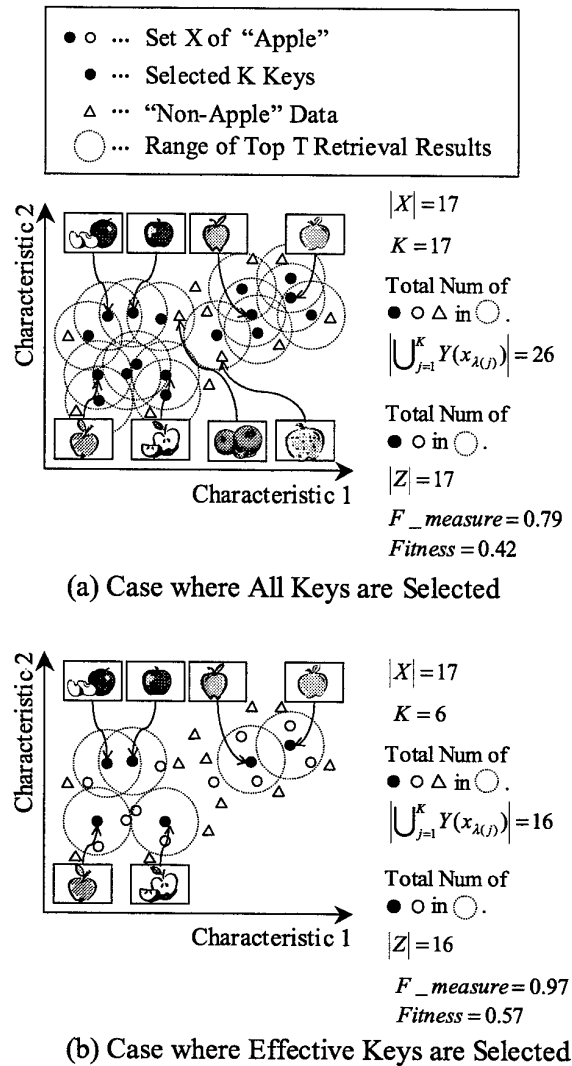 ● ○ ··· Set X of “Apple”
● ··· Selected K Keys
△ ··· “Non-Apple” Data
··· Range of Top T Retrieval Results
Characteristic 2
Characteristic 1
|X| = 17
K = 17
Total Num of
● ○ △ in ◌.
|⋃_{j=1}^{K} Y(x_{λ(j)})| = 26
Total Num of
● ○ in ◌.
|Z| = 17
F_measure = 0.79
Fitness = 0.42
(a) Case where All Keys are Selected
Characteristic 2
Characteristic 1
|X| = 17
K = 6
Total Num of
● ○ △ in ◌.
|⋃_{j=1}^{K} Y(x_{λ(j)})| = 16
Total Num of
● ○ in ◌.
|Z| = 16
F_measure = 0.97
Fitness = 0.57
(b) Case where Effective Keys are Selected